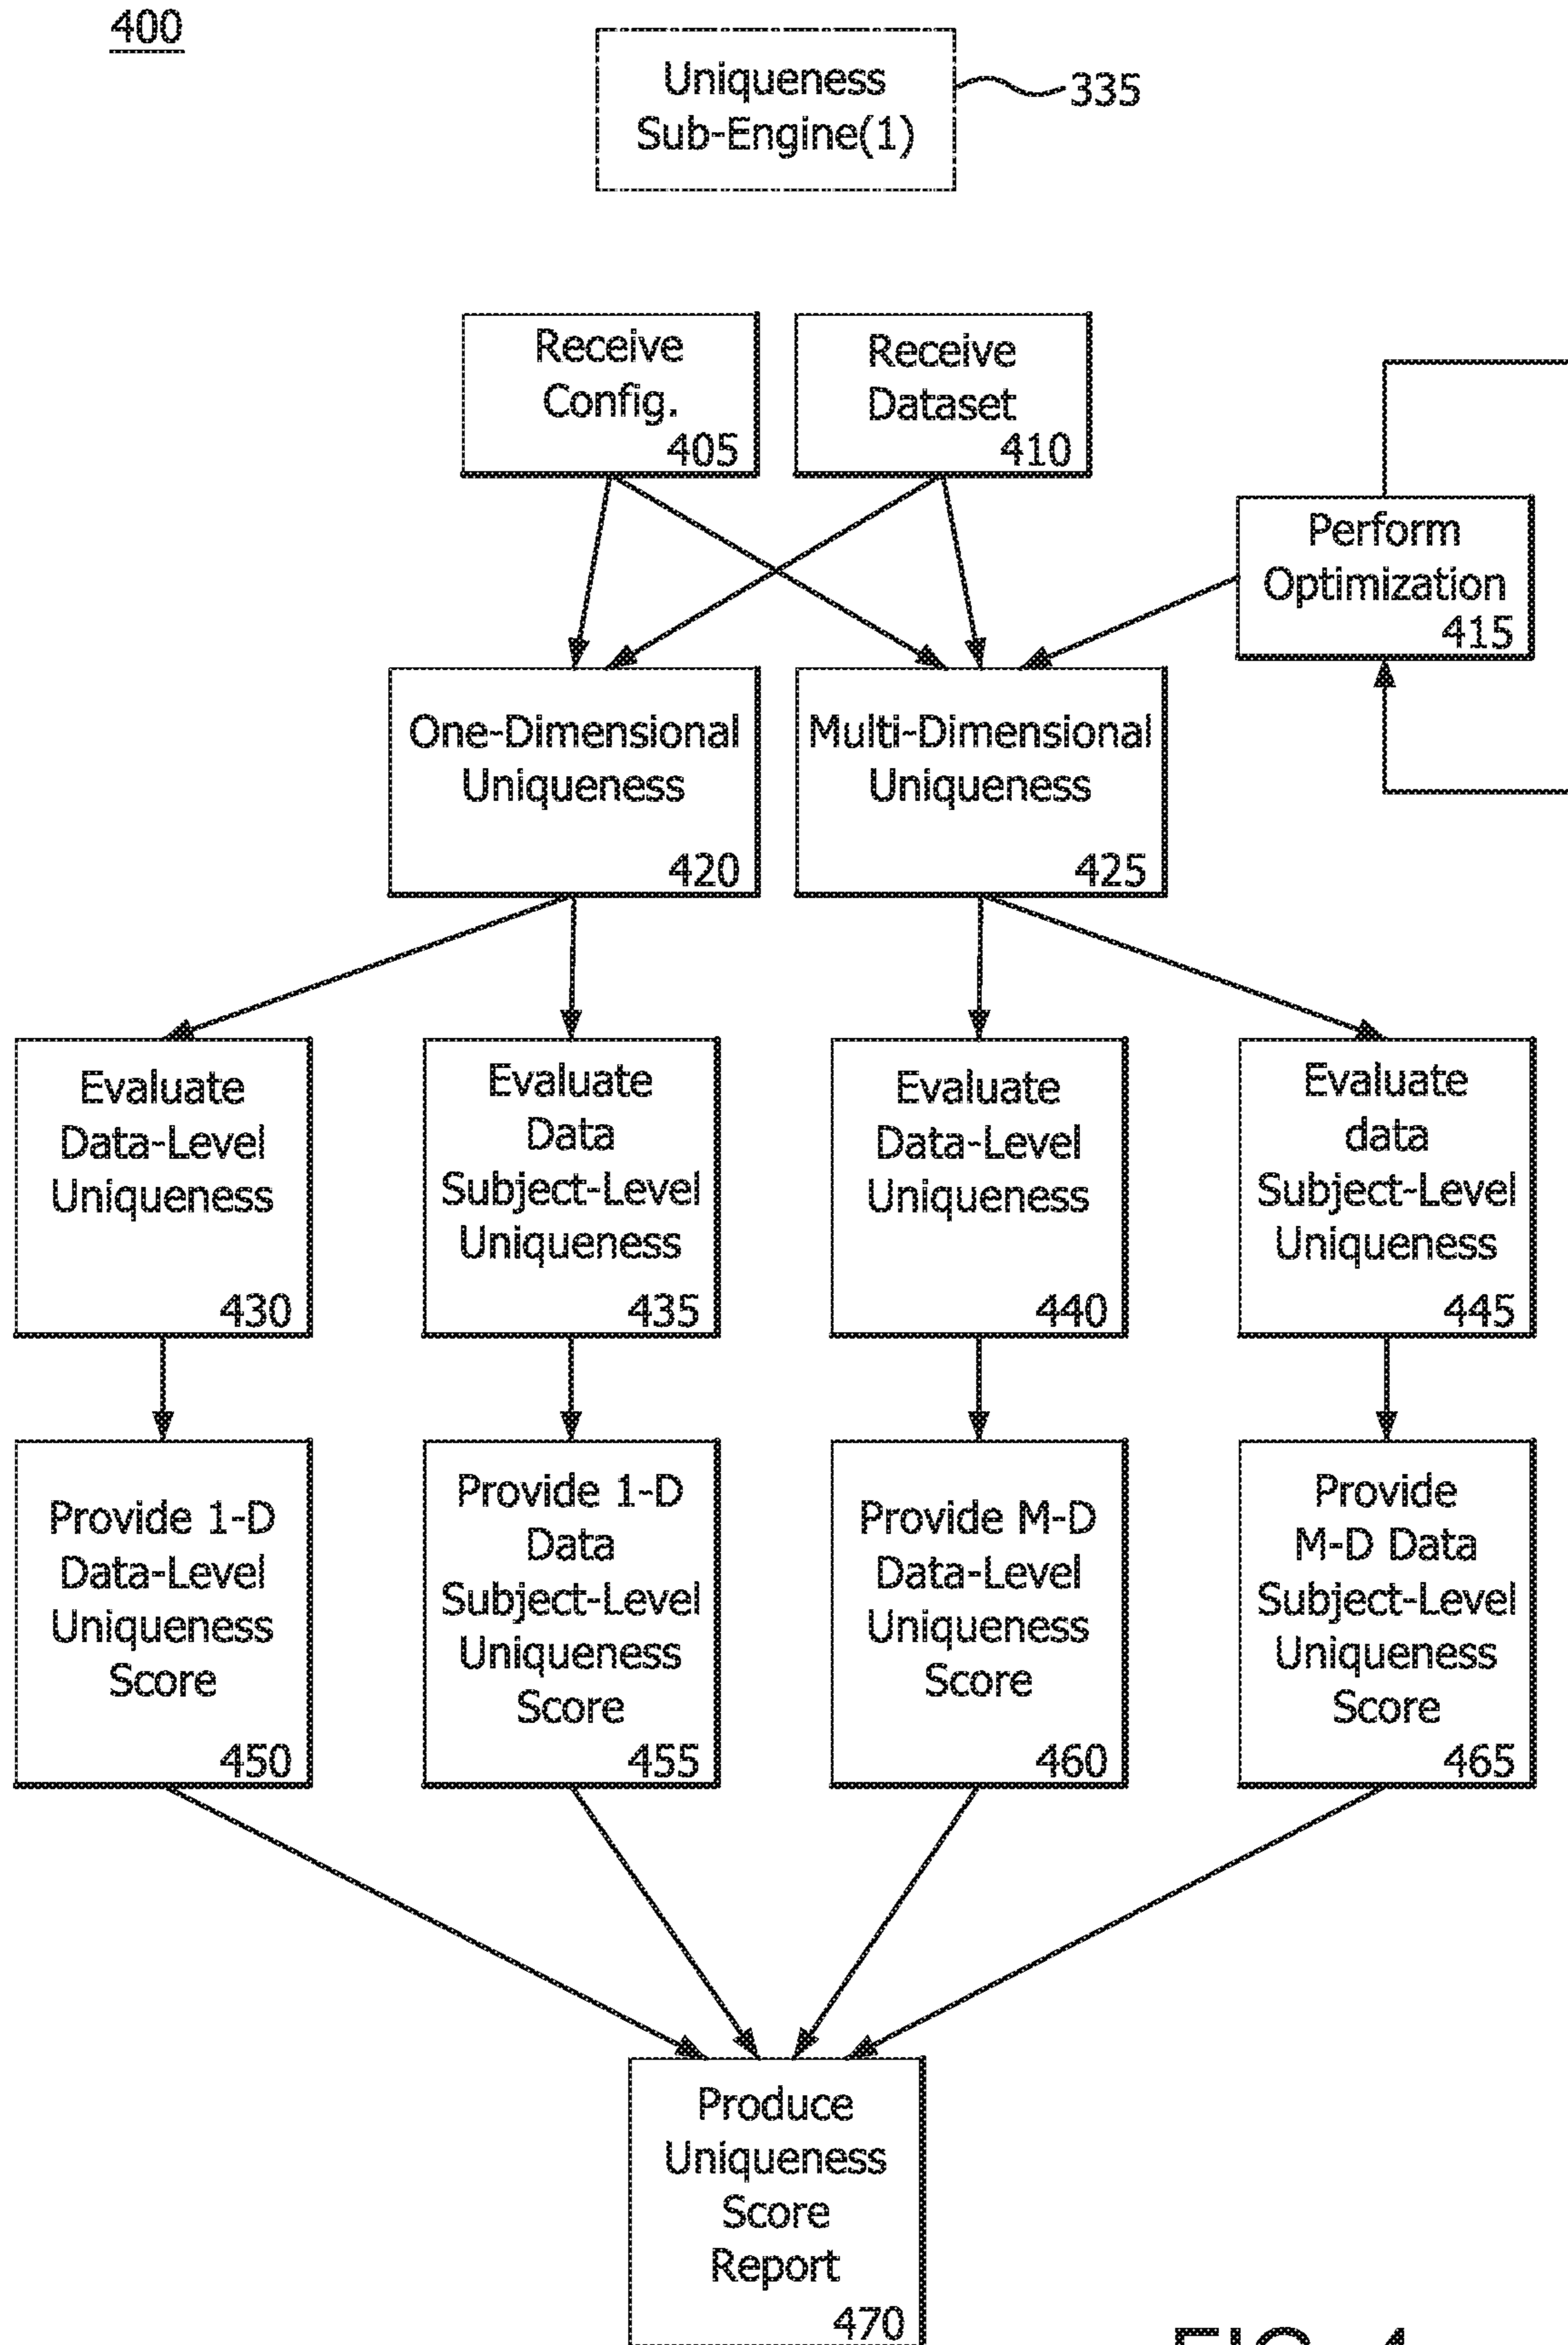 400
Uniqueness
Sub-Engine(1)
335
Receive
Config.
405
Receive
Dataset
410
Perform
Optimization
415
One-Dimensional
Uniqueness
420
Multi-Dimensional
Uniqueness
425
Evaluate
Data-Level
Uniqueness
430
Evaluate
Data
Subject-Level
Uniqueness
435
Evaluate
Data-Level
Uniqueness
440
Evaluate
data
Subject-Level
Uniqueness
445
Provide 1-D
Data-Level
Uniqueness
Score
450
Provide 1-D
Data
Subject-Level
Uniqueness
Score
455
Provide M-D
Data-Level
Uniqueness
Score
460
Provide
M-D Data
Subject-Level
Uniqueness
Score
465
Produce
Uniqueness
Score
Report
470
FIG. 4